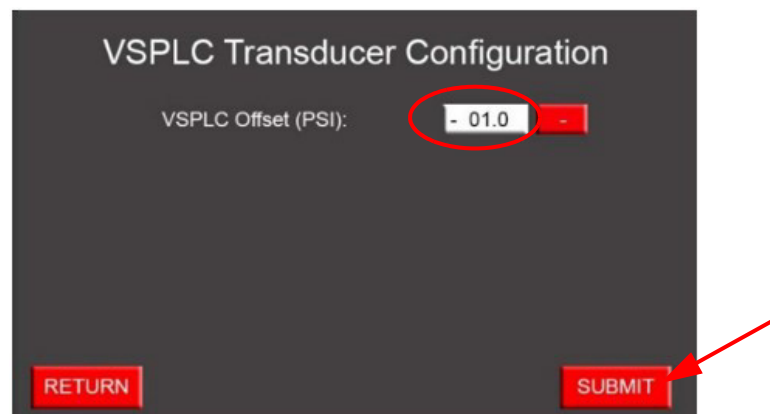 VSPLC Transducer Configuration
VSPLC Offset (PSI): - 01.0 -
RETURN SUBMIT